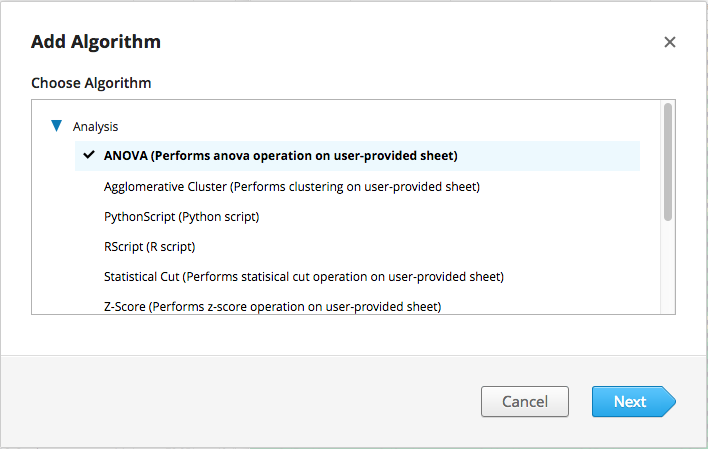 Add Algorithm
Choose Algorithm
Analysis
ANOVA (Performs anova operation on user-provided sheet)
Agglomerative Cluster (Performs clustering on user-provided sheet)
PythonScript (Python script)
RScript (R script)
Statistical Cut (Performs statisical cut operation on user-provided sheet)
Z-Score (Performs z-score operation on user-provided sheet)
Cancel Next